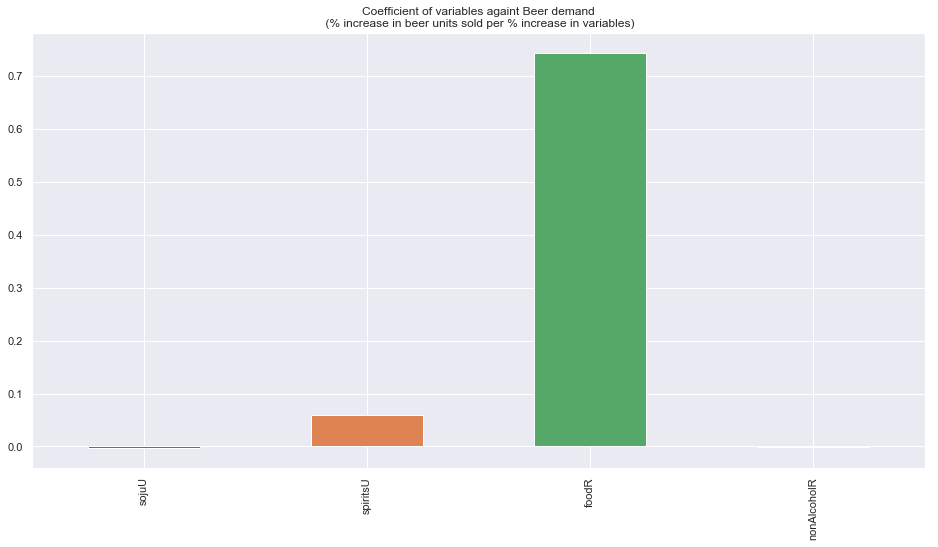 Coefficient of variables againt Beer demand
(% increase in beer units sold per % increase in variables)
0.7
0.6
0.5
0.4
0.3
0.2
0.1
0.0
sojuU
spiritsU
foodR
nonAlcoholR